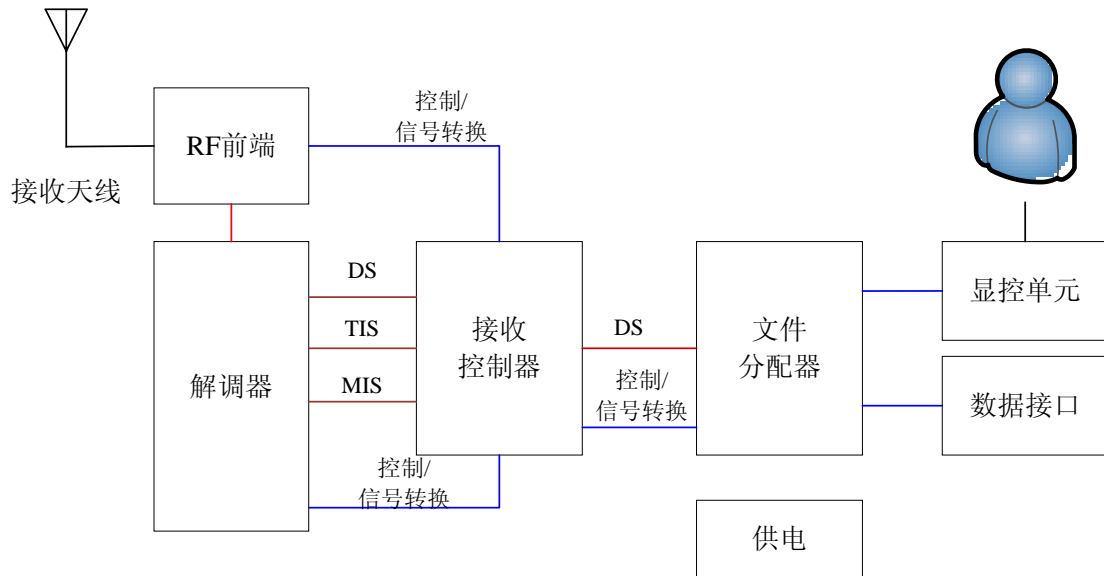 控制/
信号转换
RF前端
接收天线
DS
TIS
MIS
解调器
接收
控制器
DS
控制/
信号转换
文件
分配器
显控单元
数据接口
控制/
信号转换
供电